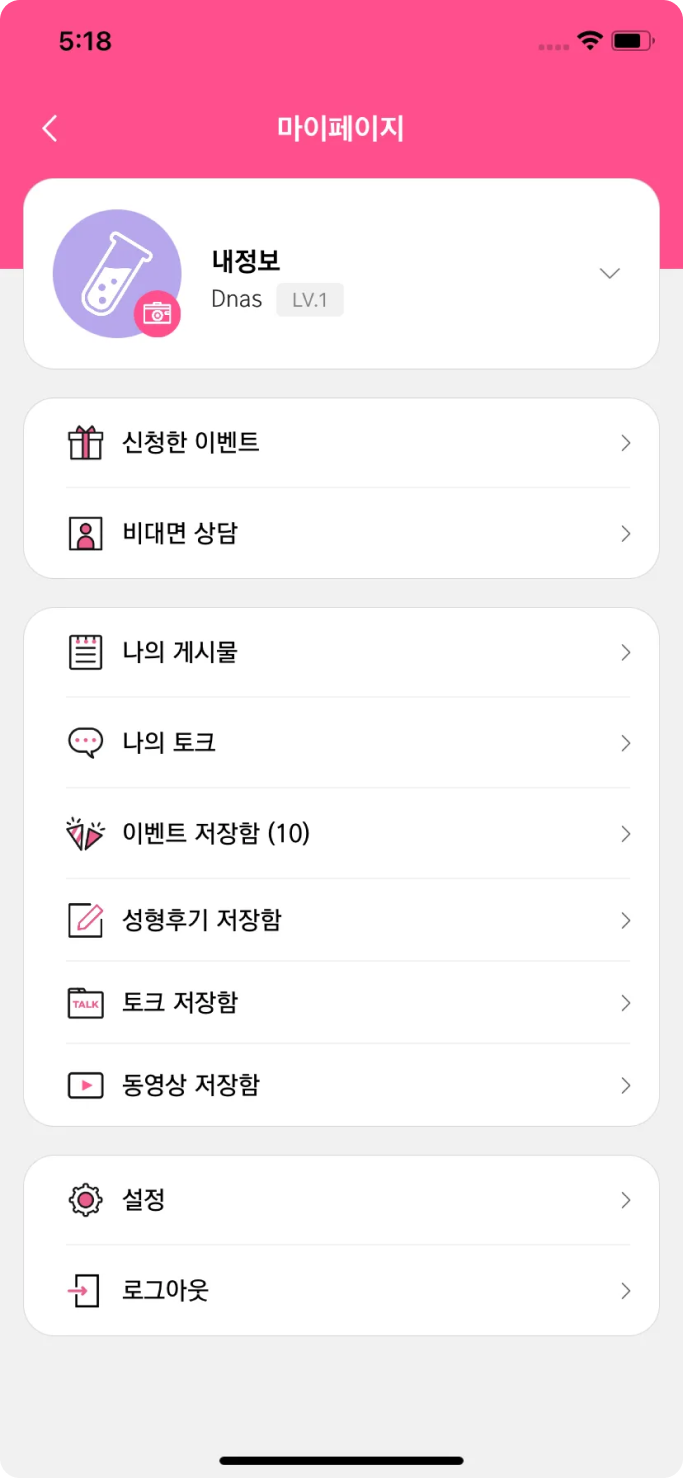 5:18
마이페이지
내정보
Dnas LV.1
신청한 이벤트
비대면 상담
나의 게시물
나의 토크
이벤트 저장함 (10)
성형후기 저장함
TALK 토크 저장함
동영상 저장함
설정
로그아웃